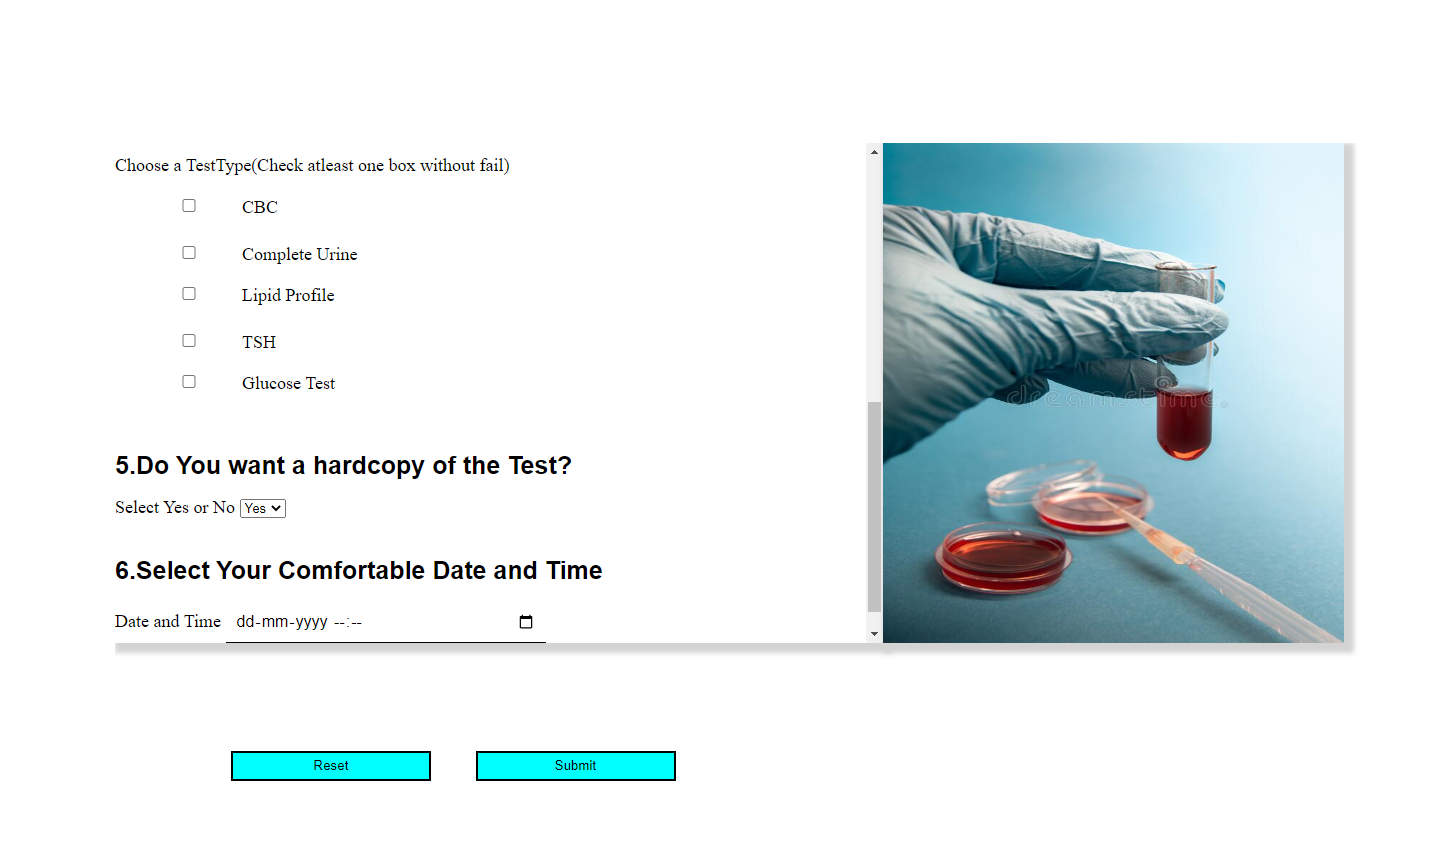 Choose a TestType(Check atleast one box without fail)
CBC
Complete Urine
Lipid Profile
TSH
Glucose Test
5.Do You want a hardcopy of the Test?
Select Yes or No Yes
6.Select Your Comfortable Date and Time
Date and Time dd-mm-yyyy --:--
dreamstime.
Reset Submit